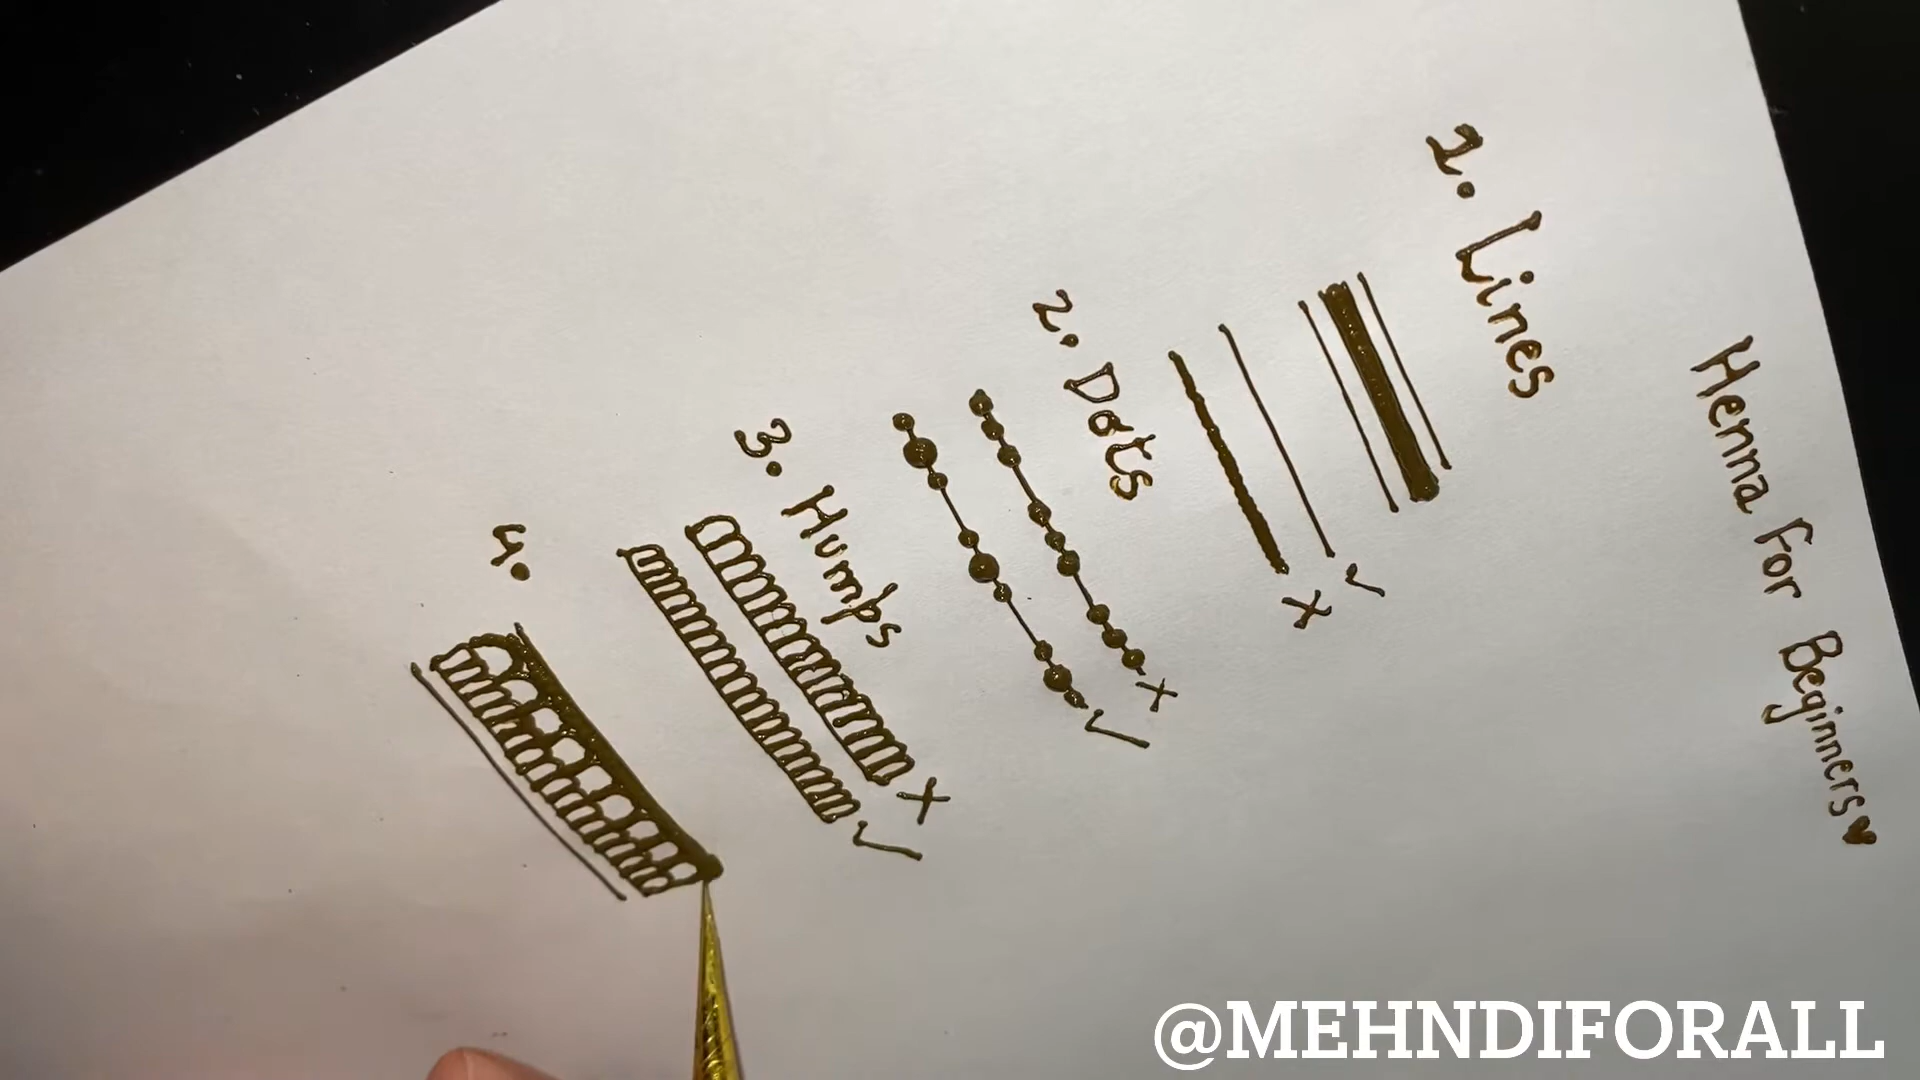 Henna For Beginners♥
1. Lines
✓
x
2. Dots
x
✓
3. Humps
x
✓
4.
@MEHNDIFORALL